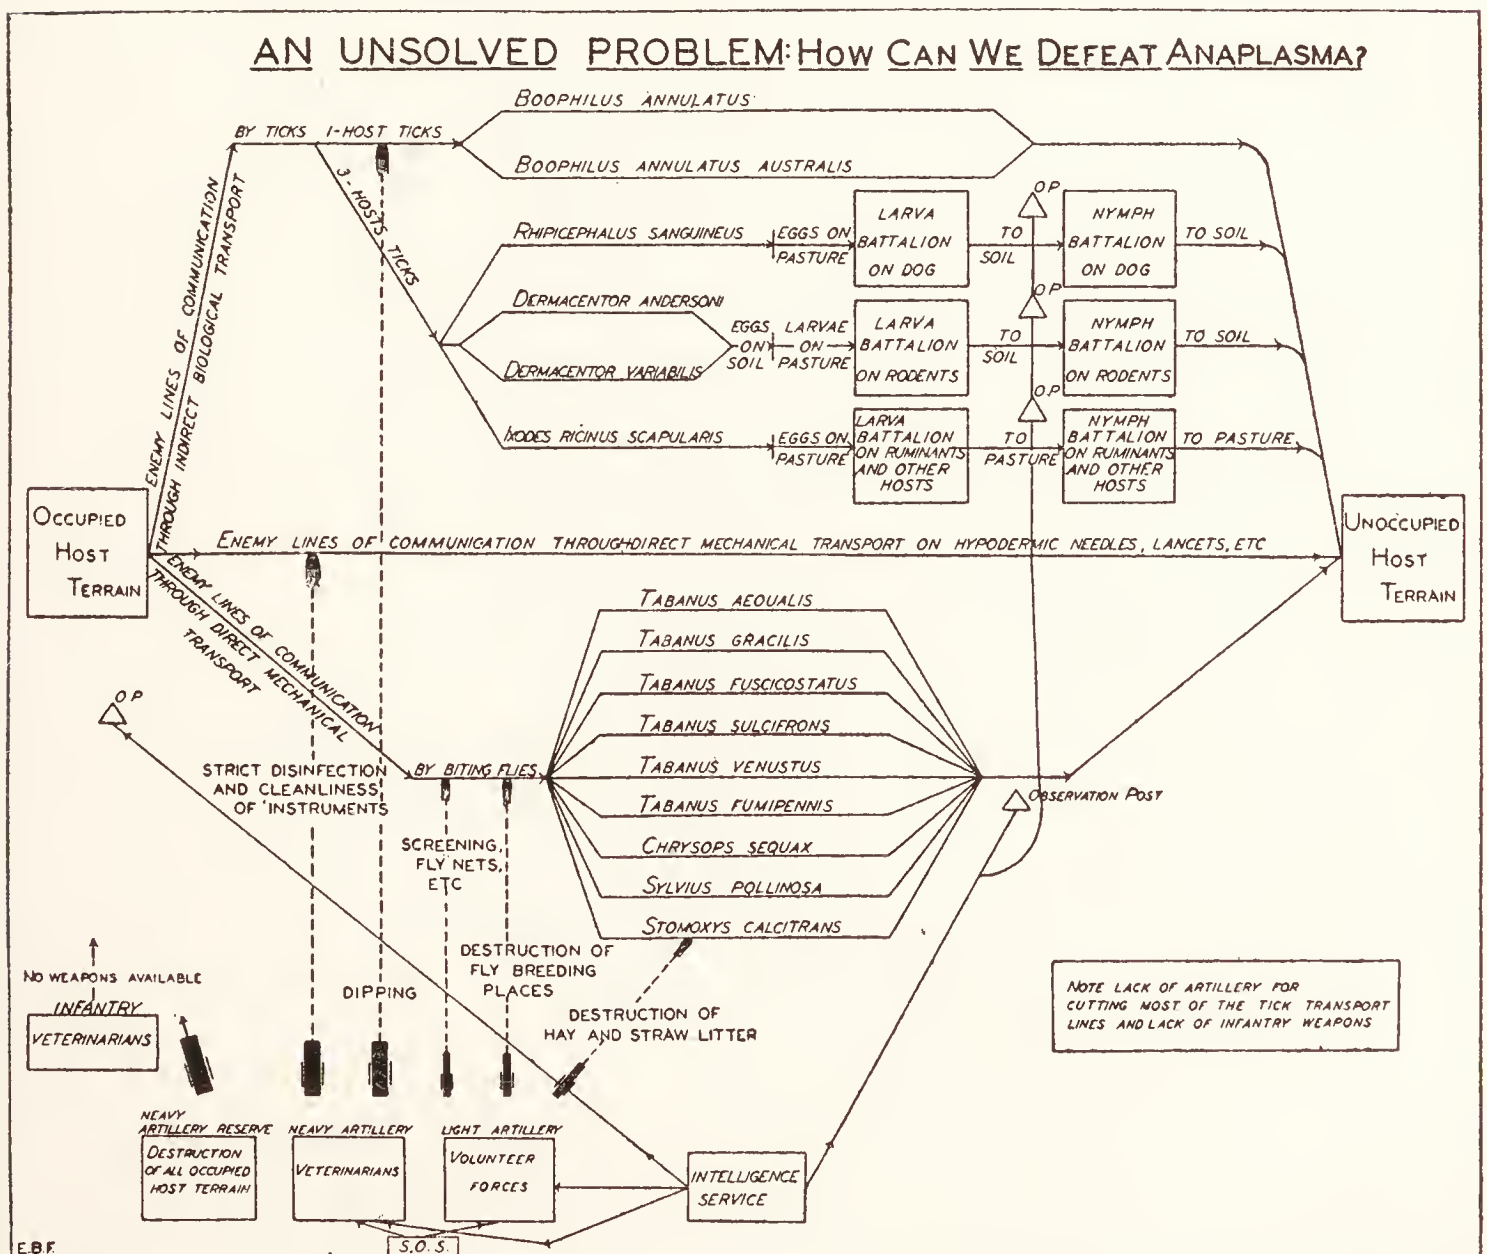 AN UNSOLVED PROBLEM: HOW CAN WE DEFEAT ANAPLASMA?
BOOPHILUS ANNULATUS
BY TICKS
1-HOST TICKS
BOOPHILUS ANNULATUS AUSTRALIS
3-HOSTS TICKS
ENEMY LINES OF COMMUNICATION
THROUGH INDIRECT BIOLOGICAL TRANSPORT
RHIPICEPHALUS SANGUINEUS
EGGS ON
PASTURE
LARVA
BATTALION
ON DOG
TO
SOIL
OP
NYMPH
BATTALION
ON DOG
TO SOIL
DERMACENTOR ANDERSONI
DERMACENTOR VARIABILIS
EGGS
ON
SOIL
LARVAE
ON
PASTURE
LARVA
BATTALION
ON RODENTS
TO
SOIL
OP
NYMPH
BATTALION
ON RODENTS
TO SOIL
IXODES RICINUS SCAPULARIS
EGGS ON
PASTURE
LARVA
BATTALION
ON RUMINANTS
AND OTHER
HOSTS
TO
PASTURE
OP
NYMPH
BATTALION
ON RUMINANTS
AND OTHER
HOSTS
TO PASTURE
OCCUPIED
HOST
TERRAIN
ENEMY LINES OF COMMUNICATION THROUGH DIRECT MECHANICAL TRANSPORT ON HYPODERMIC NEEDLES, LANCETS, ETC
UNOCCUPIED
HOST
TERRAIN
ENEMY LINES OF COMMUNICATION
THROUGH DIRECT MECHANICAL
TRANSPORT
OP
BY BITING FLIES
TABANUS AEQUALIS
TABANUS GRACILIS
TABANUS FUSCICOSTATUS
TABANUS SULCIFRONS
TABANUS VENUSTUS
TABANUS FUMIPENNIS
CHRYSOPS SEQUAX
SYLVIUS POLLINOSA
STOMOXYS CALCITRANS
OBSERVATION POST
STRICT DISINFECTION
AND CLEANLINESS
OF INSTRUMENTS
SCREENING,
FLY NETS,
ETC
DESTRUCTION OF
FLY BREEDING
PLACES
DIPPING
DESTRUCTION OF
HAY AND STRAW LITTER
NO WEAPONS AVAILABLE
INFANTRY
VETERINARIANS
NOTE LACK OF ARTILLERY FOR
CUTTING MOST OF THE TICK TRANSPORT
LINES AND LACK OF INFANTRY WEAPONS
NEAVY
ARTILLERY RESERVE
DESTRUCTION
OF ALL OCCUPIED
HOST TERRAIN
HEAVY ARTILLERY
VETERINARIANS
LIGHT ARTILLERY
VOLUNTEER
FORCES
INTELLIGENCE
SERVICE
S.O.S.
E.B.F.